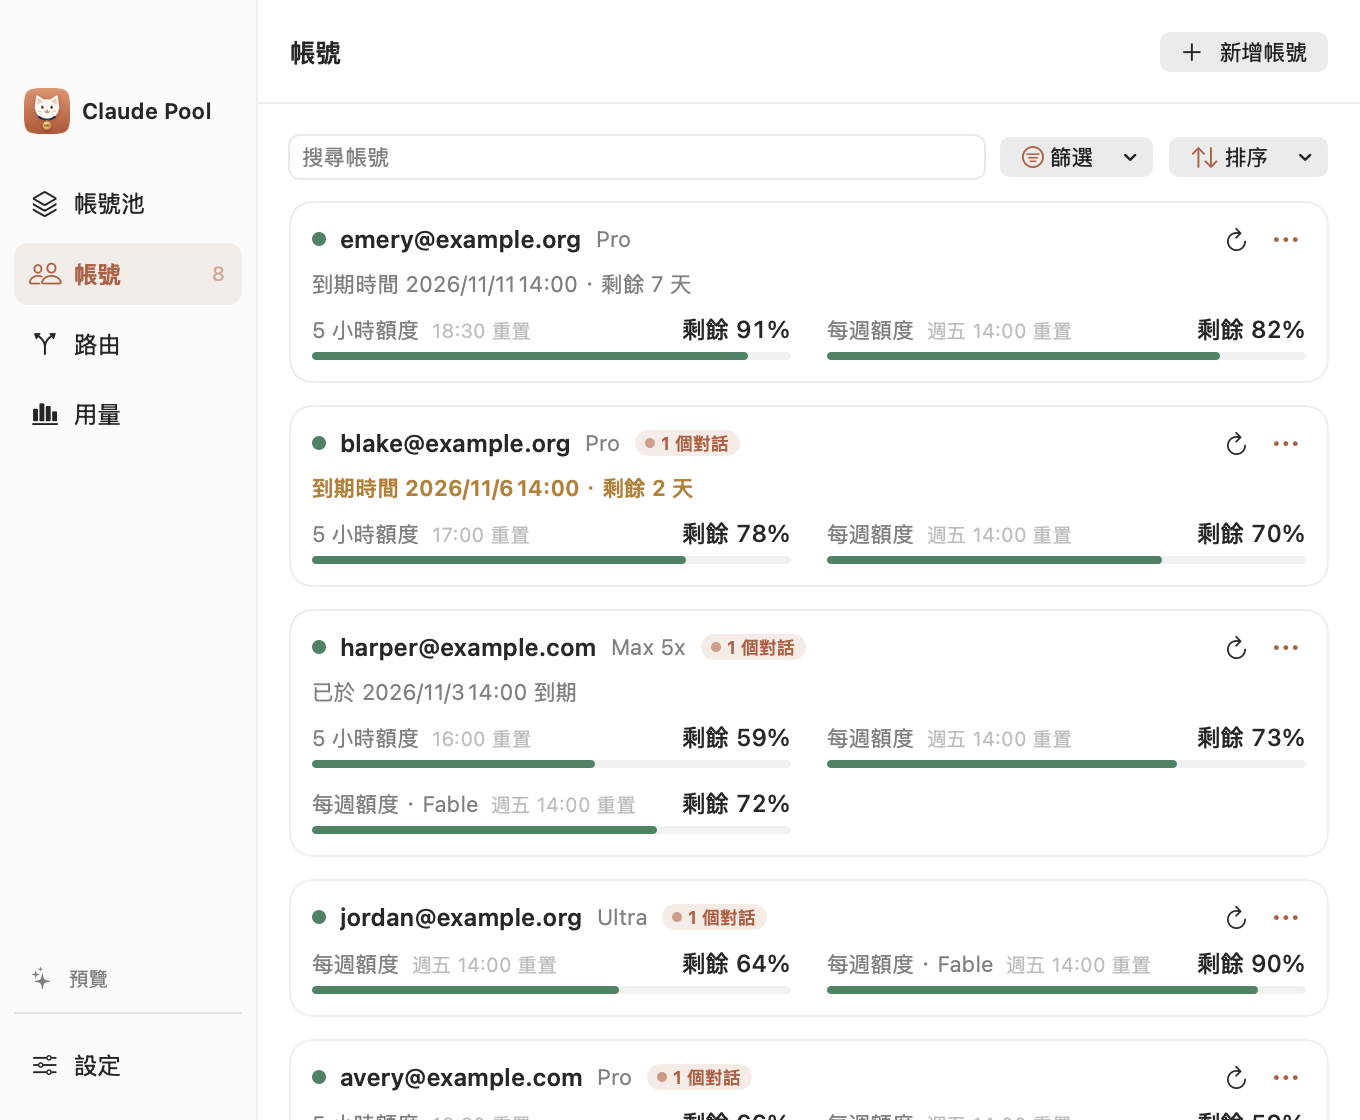 帳號
新增帳號
Claude Pool
帳號池
帳號 8
路由
用量
預覽
設定
搜尋帳號
篩選
排序
emery@example.org Pro
到期時間 2026/11/11 14:00 · 剩餘 7 天
5 小時額度 18:30 重置 剩餘 91%
每週額度 週五 14:00 重置 剩餘 82%
blake@example.org Pro 1 個對話
到期時間 2026/11/6 14:00 · 剩餘 2 天
5 小時額度 17:00 重置 剩餘 78%
每週額度 週五 14:00 重置 剩餘 70%
harper@example.com Max 5x 1 個對話
已於 2026/11/3 14:00 到期
5 小時額度 16:00 重置 剩餘 59%
每週額度 週五 14:00 重置 剩餘 73%
每週額度 · Fable 週五 14:00 重置 剩餘 72%
jordan@example.org Ultra 1 個對話
每週額度 週五 14:00 重置 剩餘 64%
每週額度 · Fable 週五 14:00 重置 剩餘 90%
avery@example.com Pro 1 個對話